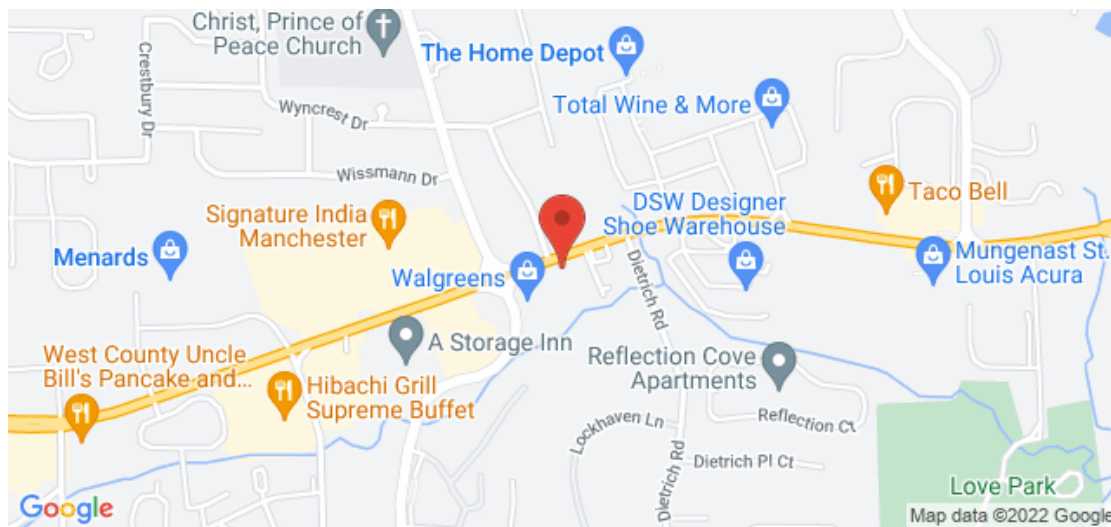 Christ, Prince of
Peace Church
Crestbury Dr
The Home Depot
Wyncrest Dr
Total Wine & More
Wissmann Dr
Taco Bell
Signature India
Manchester
DSW Designer
Shoe Warehouse
Menards
Walgreens
Mungenast St.
Louis Acura
Dietrich Rd
A Storage Inn
West County Uncle
Bill's Pancake and...
Reflection Cove
Apartments
Hibachi Grill
Supreme Buffet
Lockhaven Ln
Reflection Ct
Dietrich Rd
Dietrich Pl Ct
Love Park
Google
Map data ©2022 Google